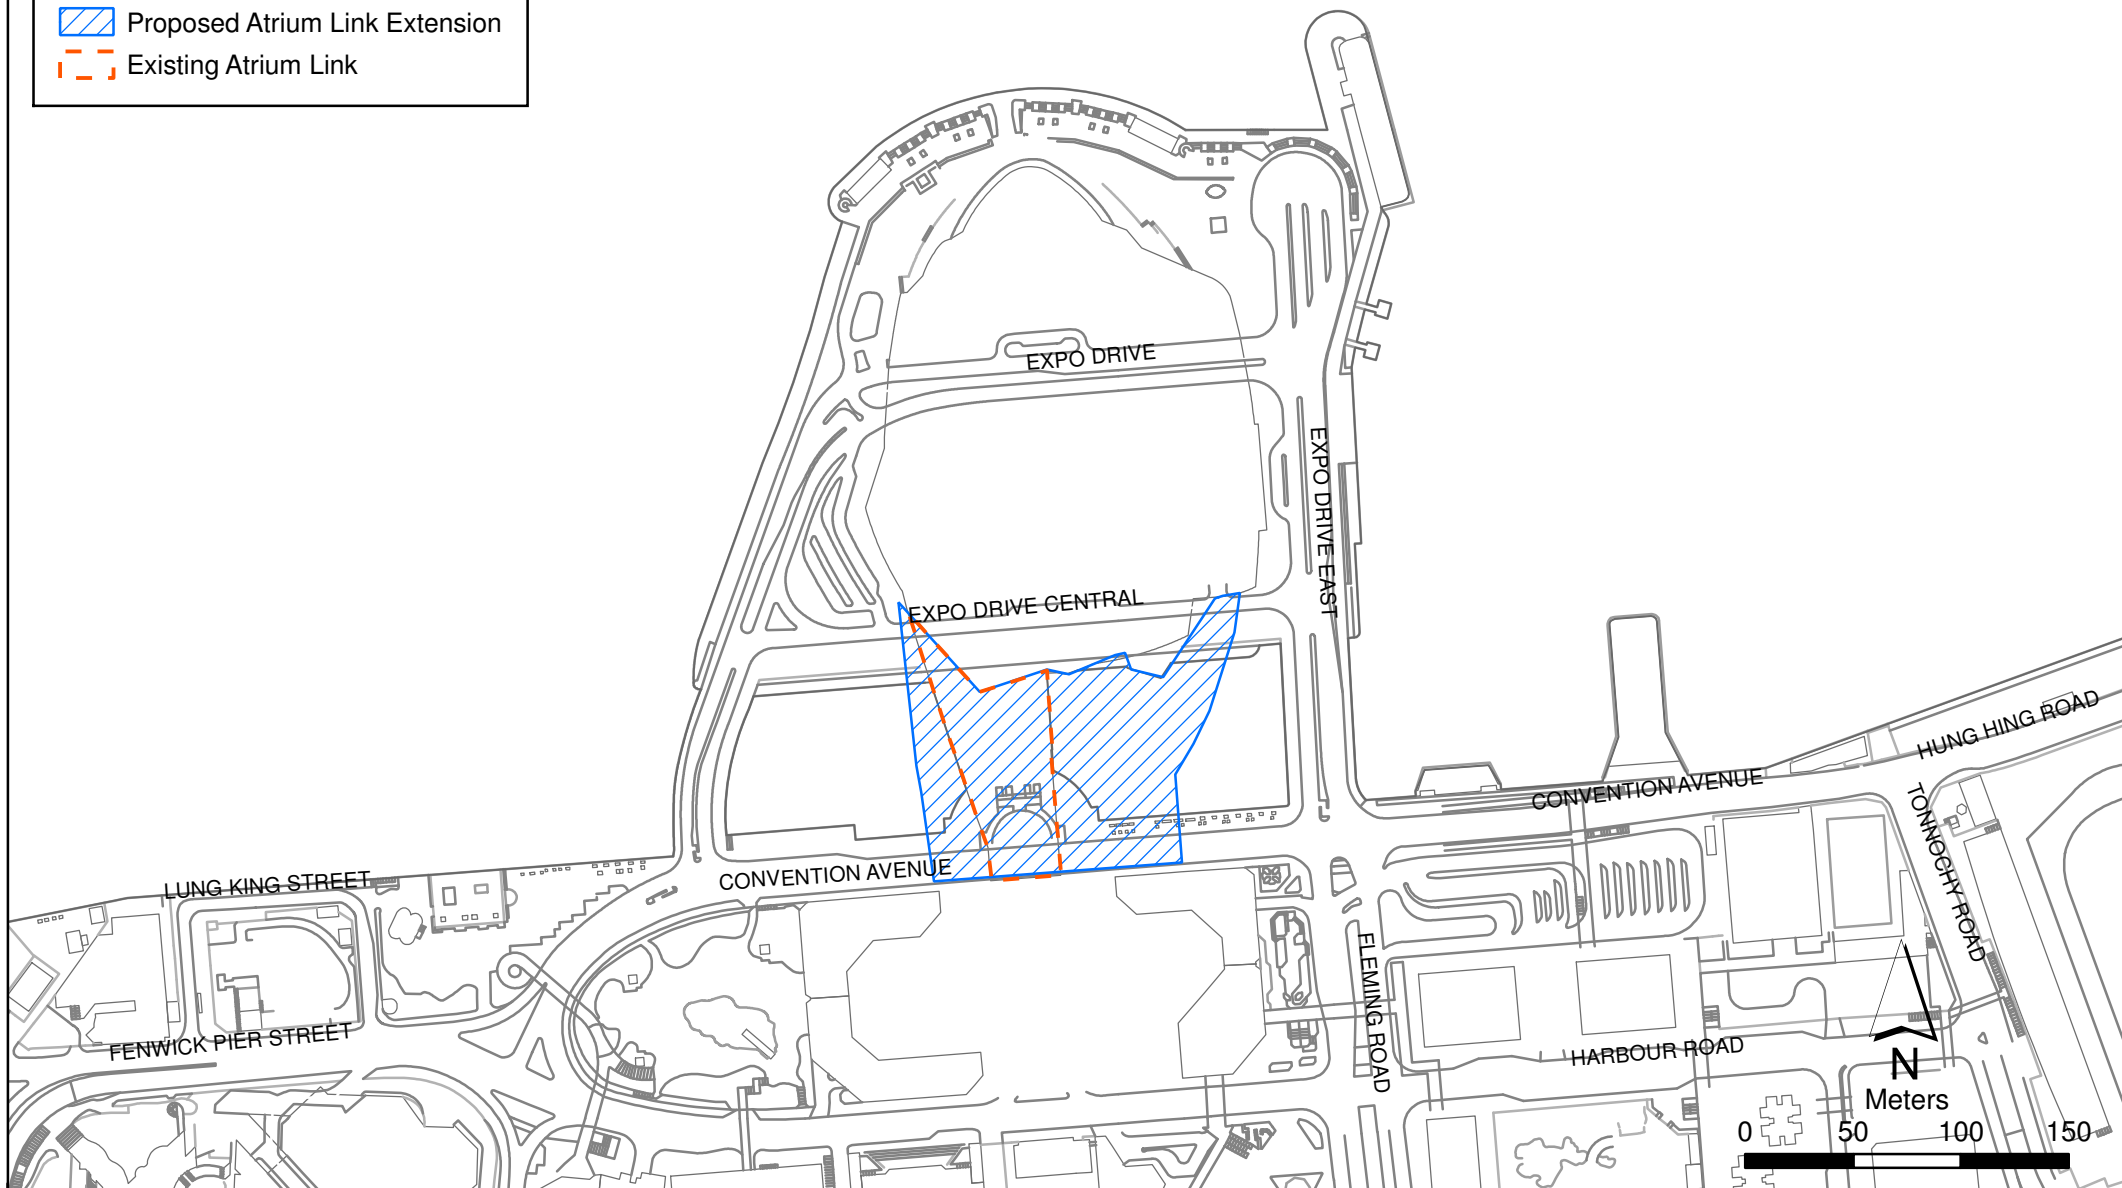 Proposed Atrium Link Extension
Existing Atrium Link
EXPO DRIVE
EXPO DRIVE EAST
EXPO DRIVE CENTRAL
HUNG HING ROAD
CONVENTION AVENUE
TONNOCHY ROAD
CONVENTION AVENUE
LUNG KING STREET
FLEMING ROAD
FENWICK PIER STREET
HARBOUR ROAD
N
Meters
0 50 100 150